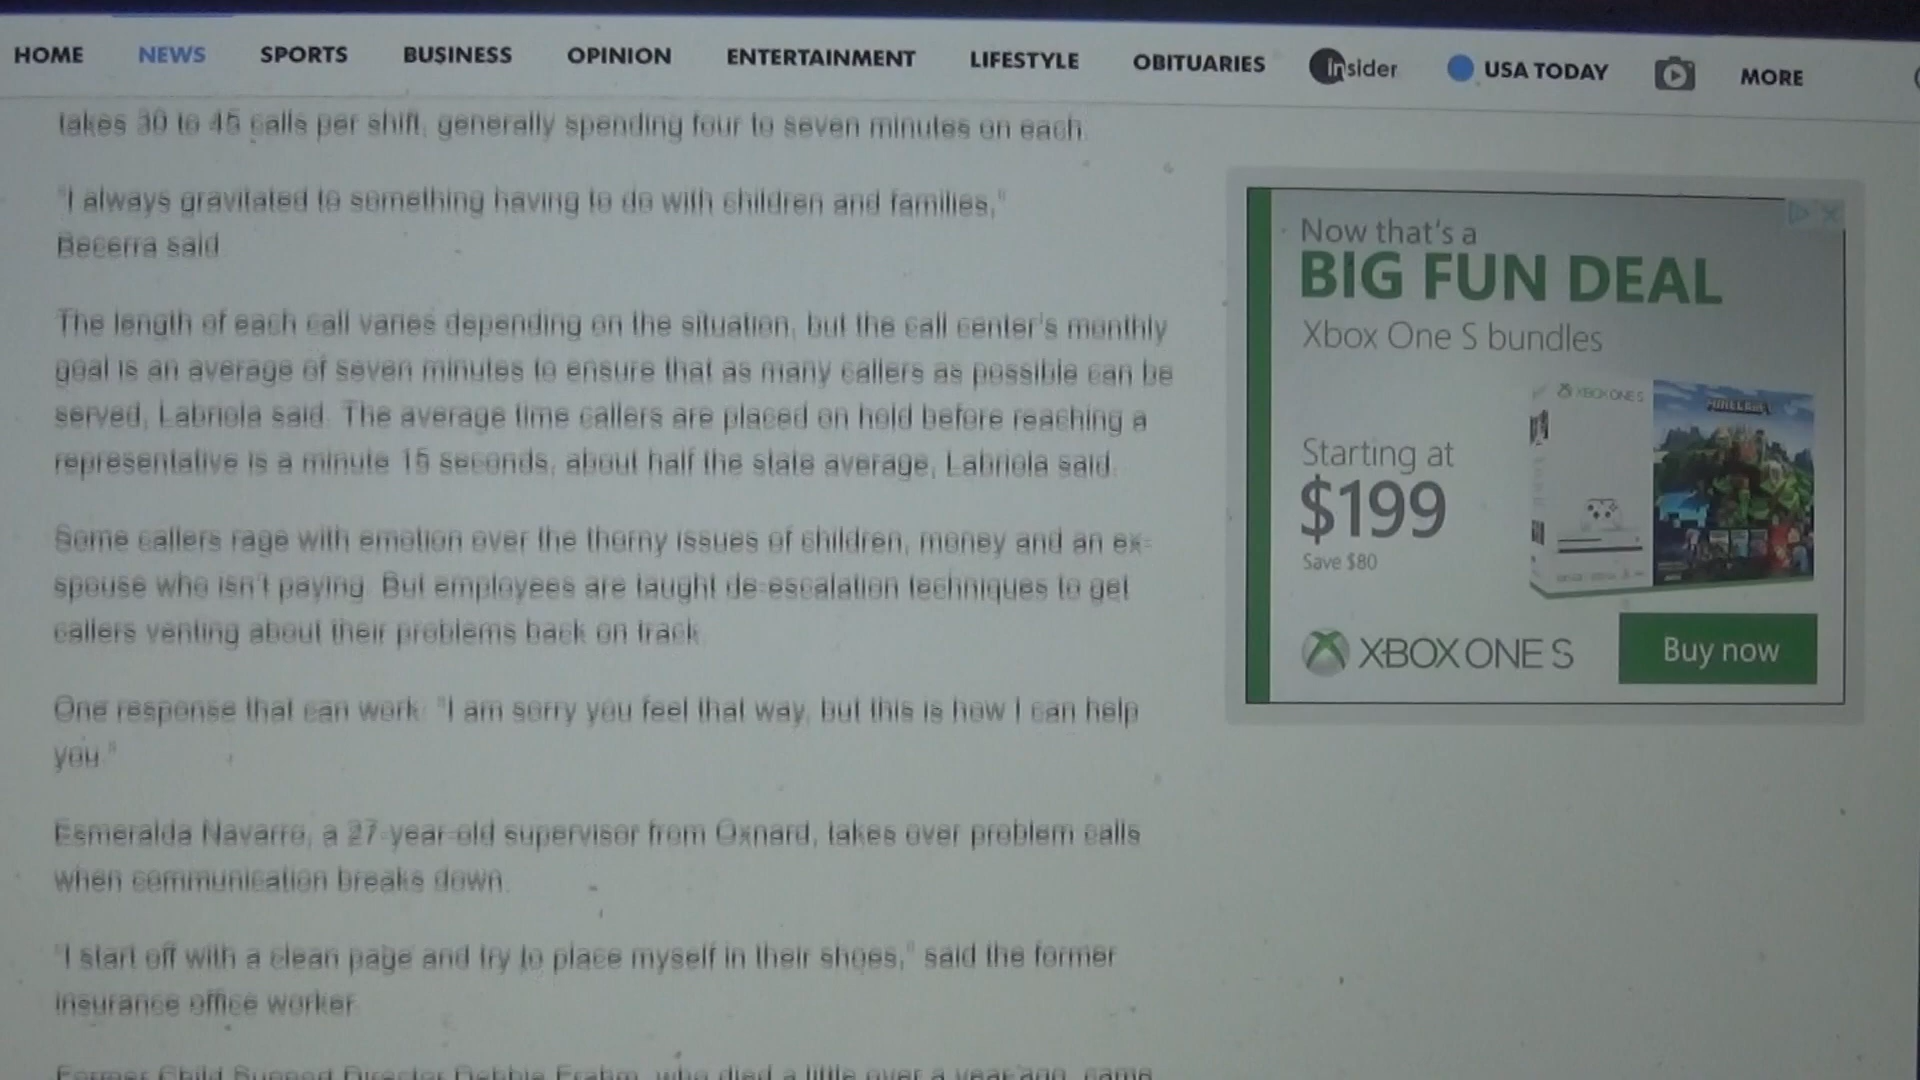 HOME NEWS SPORTS BUSINESS OPINION ENTERTAINMENT LIFESTYLE OBITUARIES Insider USA TODAY MORE
takes 30 to 45 calls per shift, generally spending four to seven minutes on each.
"I always gravitated to something having to do with children and families,"
Becerra said.
The length of each call varies depending on the situation, but the call center's monthly
goal is an average of seven minutes to ensure that as many callers as possible can be
served, Labriola said. The average time callers are placed on hold before reaching a
representative is a minute 15 seconds, about half the state average, Labriola said.
Some callers rage with emotion over the thorny issues of children, money and an ex-
spouse who isn't paying. But employees are taught de-escalation techniques to get
callers venting about their problems back on track.
One response that can work: "I am sorry you feel that way, but this is how I can help
you."
Esmeralda Navarro, a 27-year-old supervisor from Oxnard, takes over problem calls
when communication breaks down.
"I start off with a clean page and try to place myself in their shoes," said the former
insurance office worker.
Former Child Support Director Debbie Frahm, who died a little over a year ago, came
Now that's a
BIG FUN DEAL
Xbox One S bundles
XBOX ONE S
MINECRAFT
Starting at
$199
Save $80
XBOX ONE S
Buy now